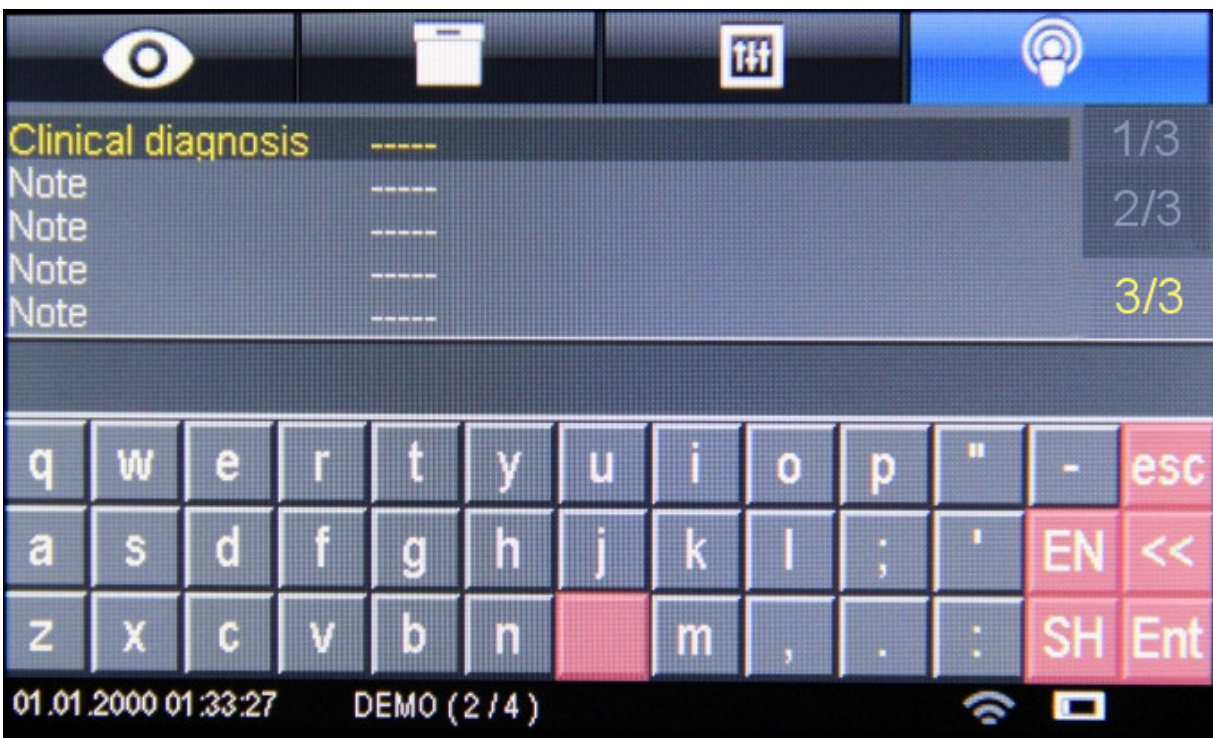 Clinical diagnosis -----
1/3
Note -----
2/3
Note -----
Note -----
3/3
Note -----
q w e r t y u i o p " - esc
a s d f g h j k l ; ' EN <<
z x c v b n m , . : SH Ent
01.01.2000 01:33:27 DEMO ( 2 / 4 )